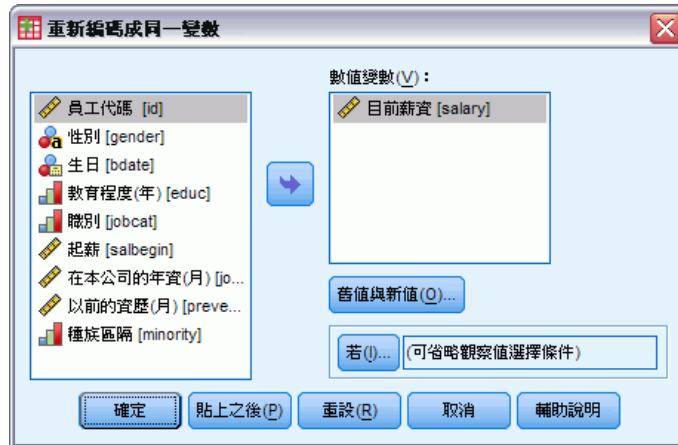 重新編碼成同一變數
數值變數(V)：
員工代碼 [id]
性別 [gender]
生日 [bdate]
教育程度(年) [educ]
職別 [jobcat]
起薪 [salbegin]
在本公司的年資(月) [jo...
以前的資歷(月) [preve...
種族區隔 [minority]
目前薪資 [salary]
舊值與新值(O)...
若(I)... (可省略觀察值選擇條件)
確定 貼上之後(P) 重設(R) 取消 輔助說明